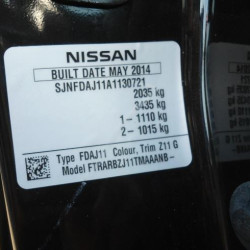 NISSAN
BUILT DATE MAY 2014
SJNFDAJ11A1130721
2035 kg
3435 kg
1 - 1110 kg
2 - 1015 kg
Type FDAJ11 Colour, Trim Z11 G
Model FTRARBZJ11TMAAANB -